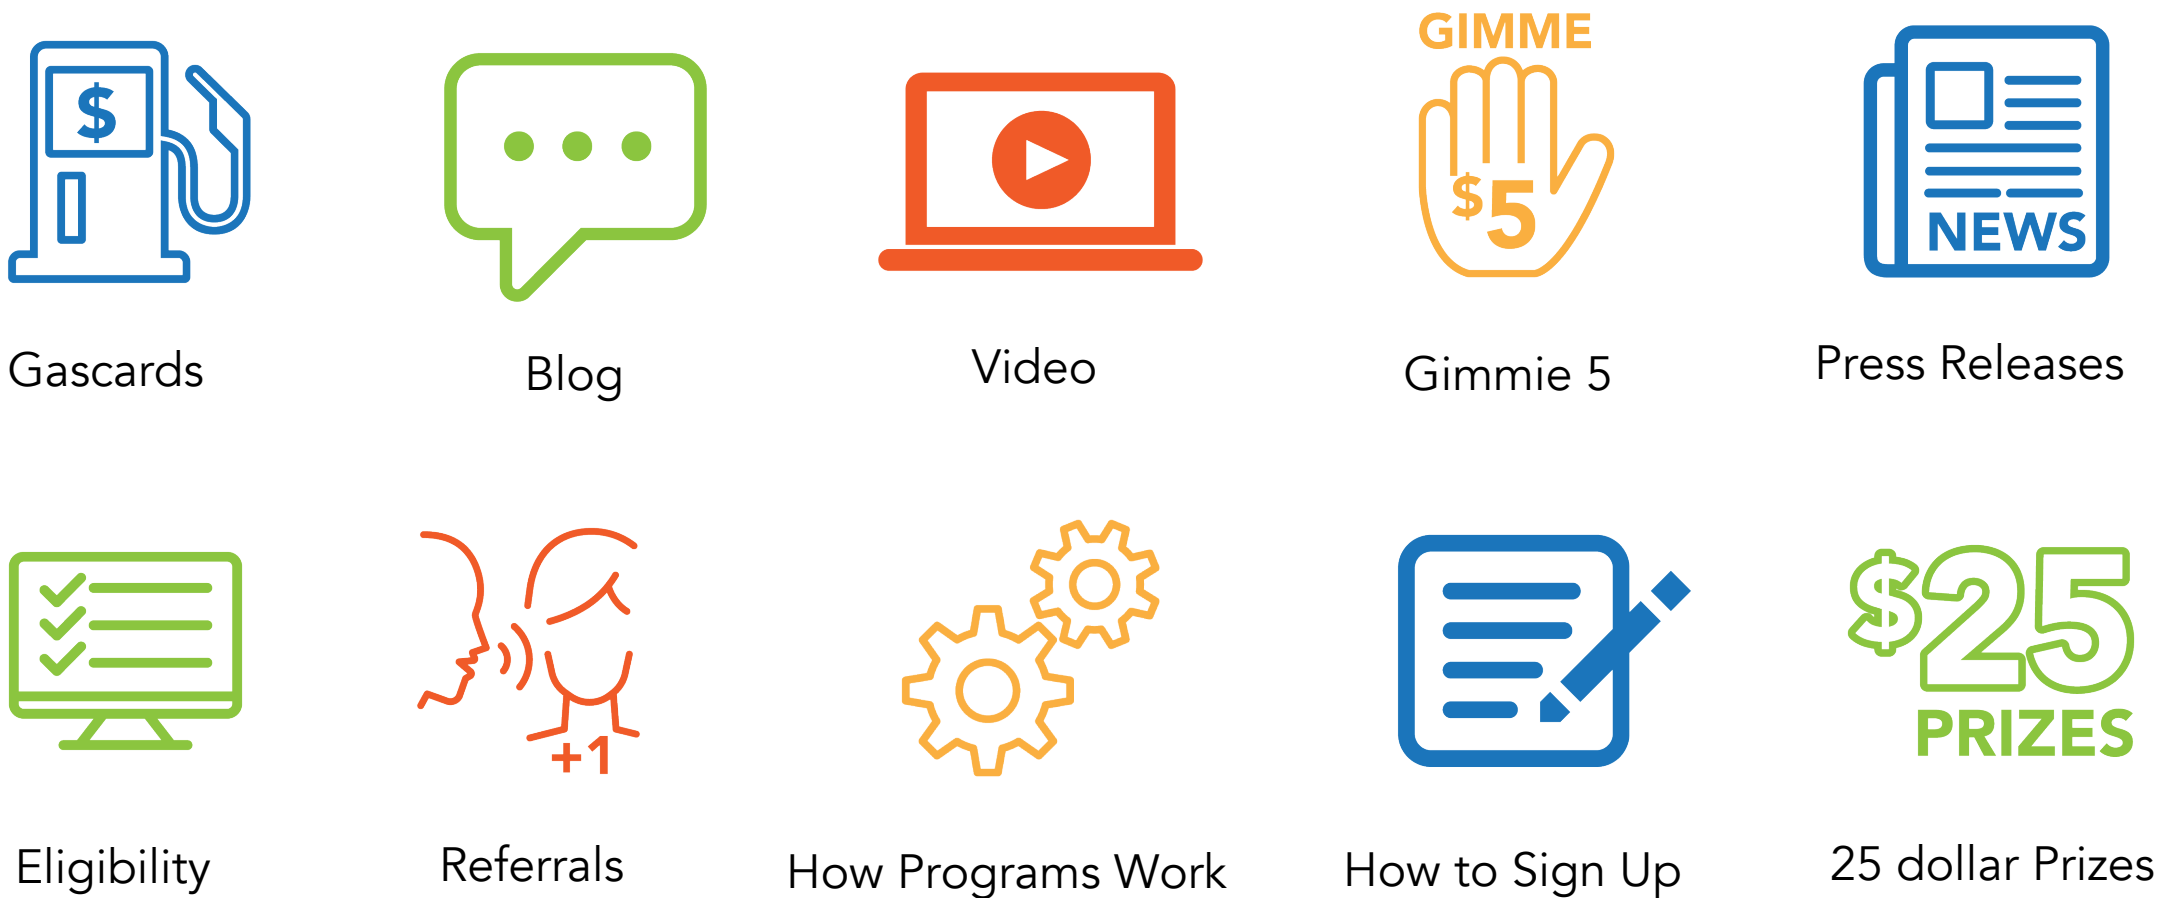 GIMME
$
$5
NEWS
Gascards
Blog
Video
Gimmie 5
Press Releases
+1
$25
PRIZES
Eligibility
Referrals
How Programs Work
How to Sign Up
25 dollar Prizes